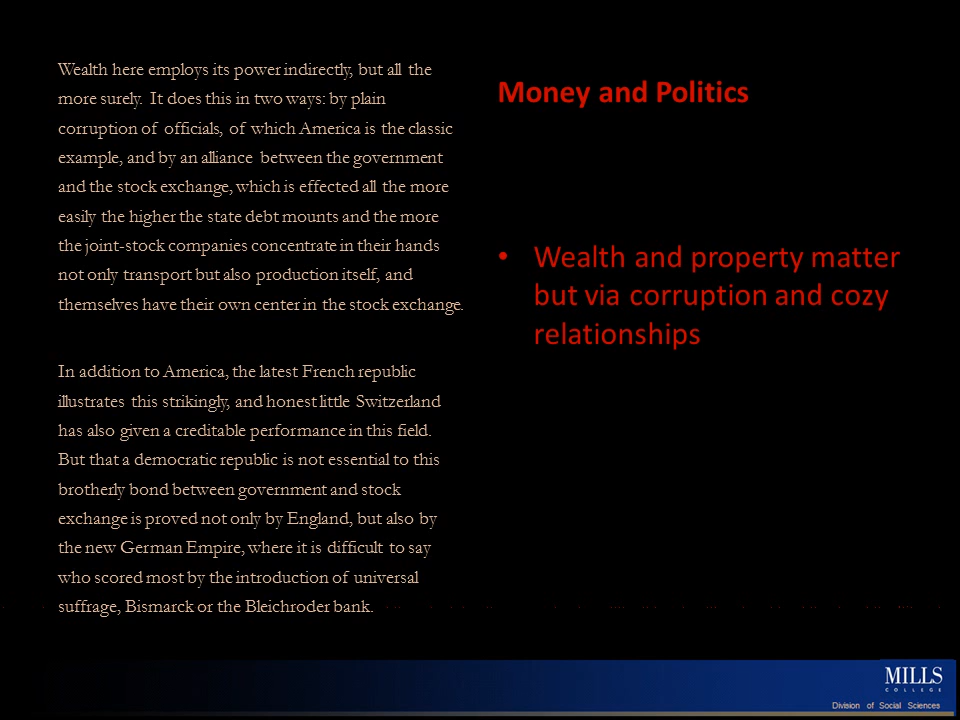 Wealth here employs its power indirectly, but all the
more surely. It does this in two ways: by plain
corruption of officials, of which America is the classic
example, and by an alliance between the government
and the stock exchange, which is effected all the more
easily the higher the state debt mounts and the more
the joint-stock companies concentrate in their hands
not only transport but also production itself, and
themselves have their own center in the stock exchange.
In addition to America, the latest French republic
illustrates this strikingly, and honest little Switzerland
has also given a creditable performance in this field.
But that a democratic republic is not essential to this
brotherly bond between government and stock
exchange is proved not only by England, but also by
the new German Empire, where it is difficult to say
who scored most by the introduction of universal
suffrage, Bismarck or the Bleichroder bank.
Money and Politics
• Wealth and property matter
but via corruption and cozy
relationships
MILLS
COLLEGE
Division of Social Sciences